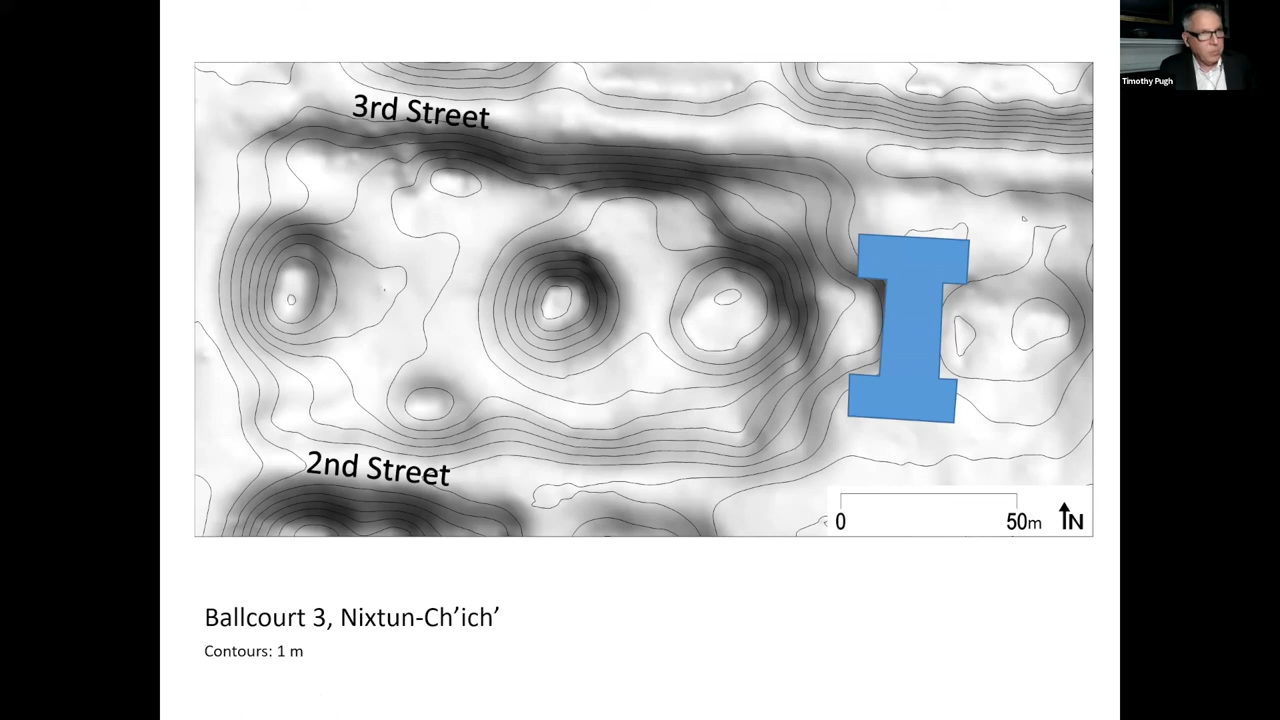 Timothy Pugh
3rd Street
2nd Street
0 50m N
Ballcourt 3, Nixtun-Ch’ich’
Contours: 1 m